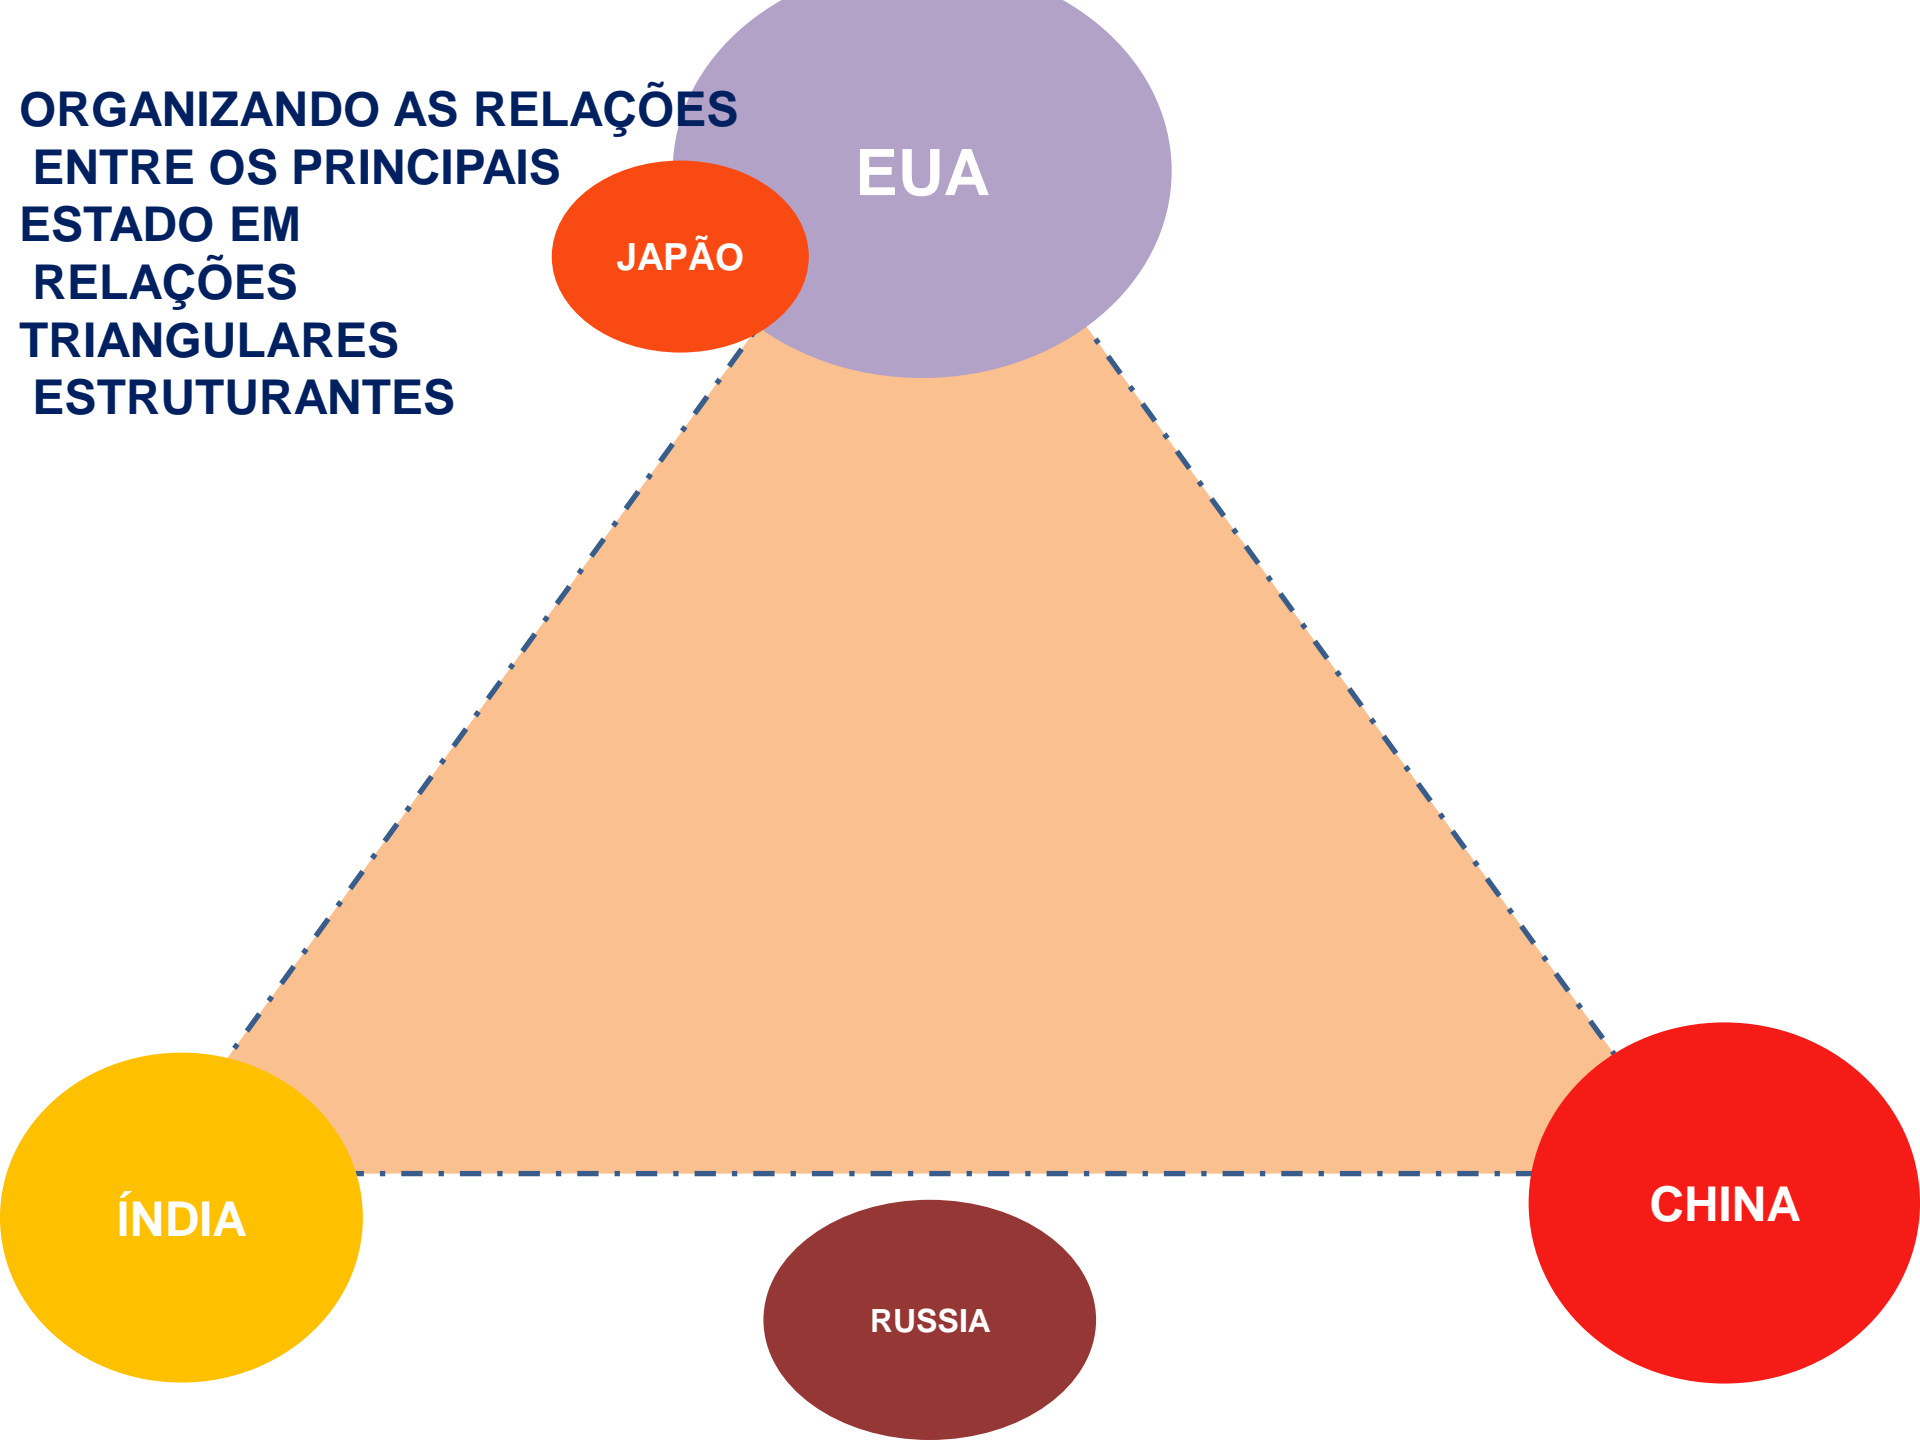 ORGANIZANDO AS RELAÇÕES
ENTRE OS PRINCIPAIS
ESTADO EM
RELAÇÕES
TRIANGULARES
ESTRUTURANTES
EUA
JAPÃO
ÍNDIA
CHINA
RUSSIA